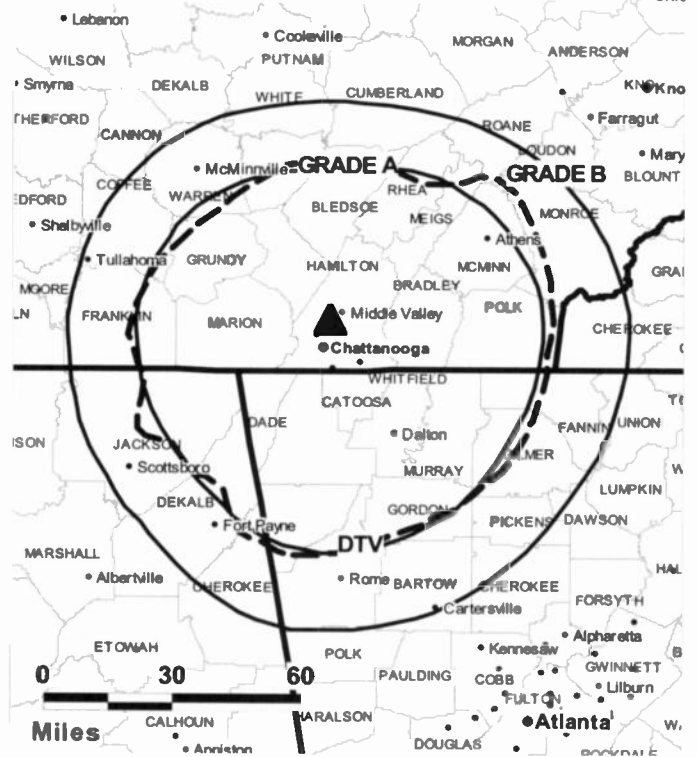 Lebanon
Cookeville
MORGAN
WILSON
PUTNAM
ANDERSON
Smyrna
DEKALB
CUMBERLAND
WHITE
Farragut
CANNON
ROANE
LOUDON
McMinnville
GRADE A
GRADE B
BLOUNT
COFFEE
WARREN
RHEA
BLEDSOE
MEIGS
MONROE
Shelbyville
Athens
Tullahoma
GRUNDY
HAMILTON
MCMINN
MOORE
BRADLEY
FRANKLIN
MARION
Middle Valley
POLK
CHEROKEE
Chattanooga
WHITFIELD
CATOOSA
DADE
Dalton
FANNIN
UNION
JACKSON
Scottsboro
MURRAY
LUMPKIN
DEKALB
GORDON
Fort Payne
PICKENS
DAWSON
DTV
MARSHALL
Albertville
CHEROKEE
Rome
BARTOW
CHEROKEE
Cartersville
FORSYTH
ETOWAH
POLK
Kennesaw
Alpharetta
GWINNETT
0 30 60
PAULDING
COBB
Lilburn
FULTON
Miles
CALHOUN
HARALSON
Atlanta
Anniston
DOUGLAS
ROCKDALE